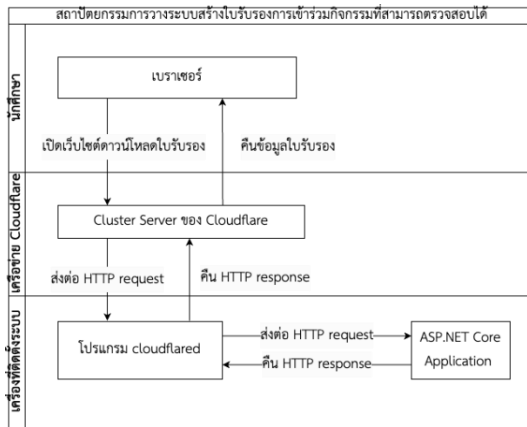 สถาปัตยกรรมการวางระบบสร้างใบรับรองการเข้าร่วมกิจกรรมที่สามารถตรวจสอบได้
นักศึกษา
เบราเซอร์
เปิดเว็บไซต์ดาวน์โหลดใบรับรอง
คืนข้อมูลใบรับรอง
เครือข่าย Cloudflare
Cluster Server ของ Cloudflare
ส่งต่อ HTTP request
คืน HTTP response
เครื่องที่ติดตั้งระบบ
โปรแกรม cloudflared
ส่งต่อ HTTP request
คืน HTTP response
ASP.NET Core
Application